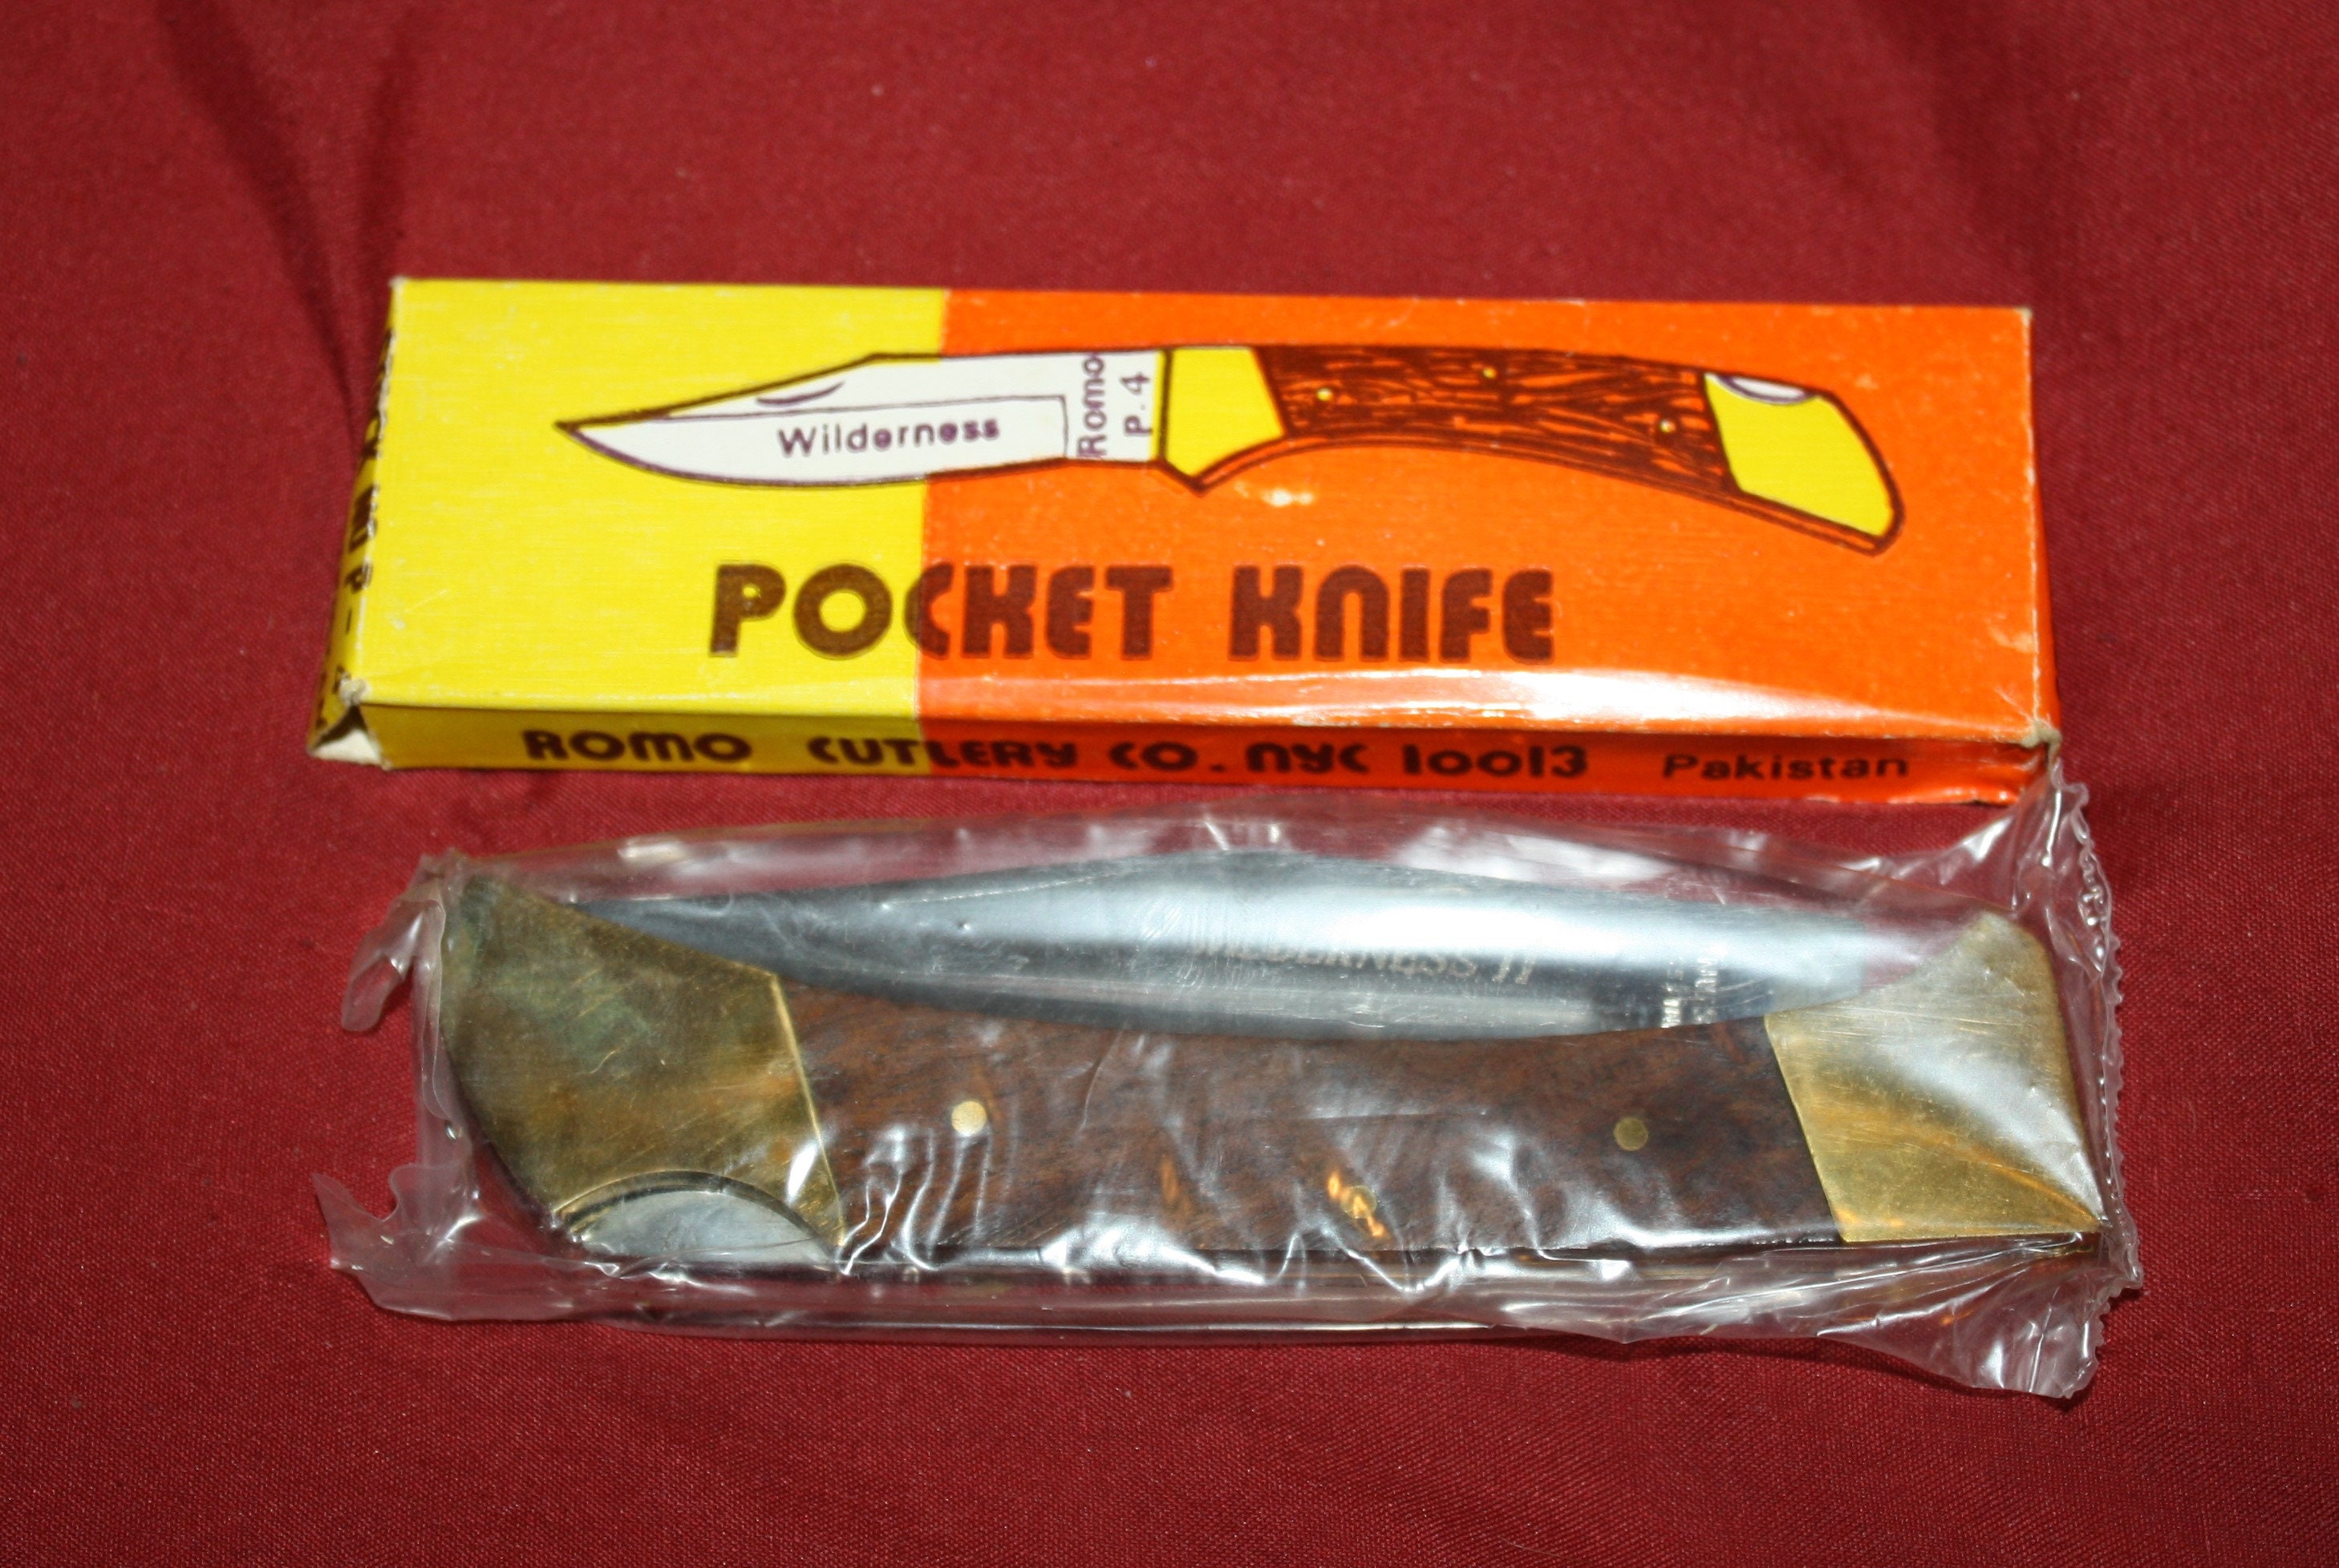 Wilderness
Romo
P. 4
POCKET KNIFE
ROMO CUTLERY CO. NYC 10013 Pakistan
WILDERNESS II